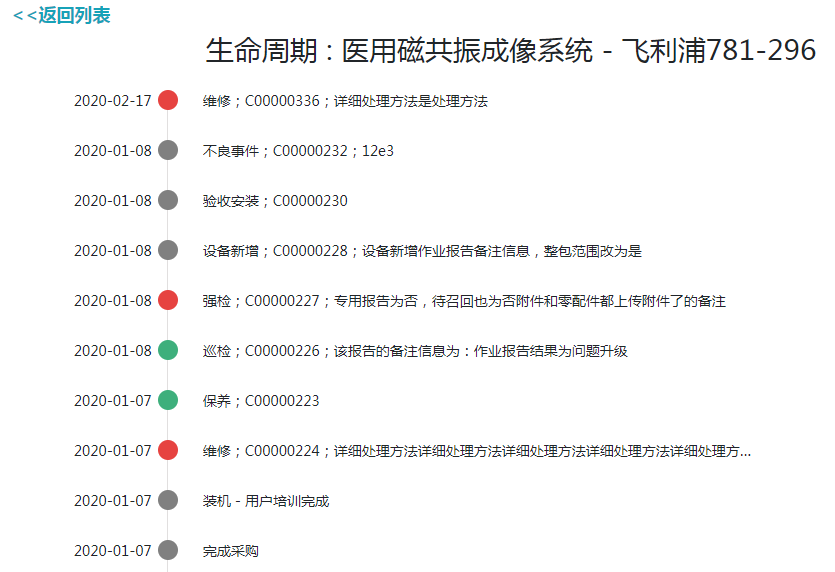 <<返回列表
生命周期：医用磁共振成像系统 - 飞利浦781-296
2020-02-17 维修；C00000336；详细处理方法是处理方法
2020-01-08 不良事件；C00000232；12e3
2020-01-08 验收安装；C00000230
2020-01-08 设备新增；C00000228；设备新增作业报告备注信息，整包范围改为是
2020-01-08 强检；C00000227；专用报告为否，待召回也为否附件和零配件都上传附件了的备注
2020-01-08 巡检；C00000226；该报告的备注信息为：作业报告结果为问题升级
2020-01-07 保养；C00000223
2020-01-07 维修；C00000224；详细处理方法详细处理方法详细处理方法详细处理方法详细处理方...
2020-01-07 装机 - 用户培训完成
2020-01-07 完成采购